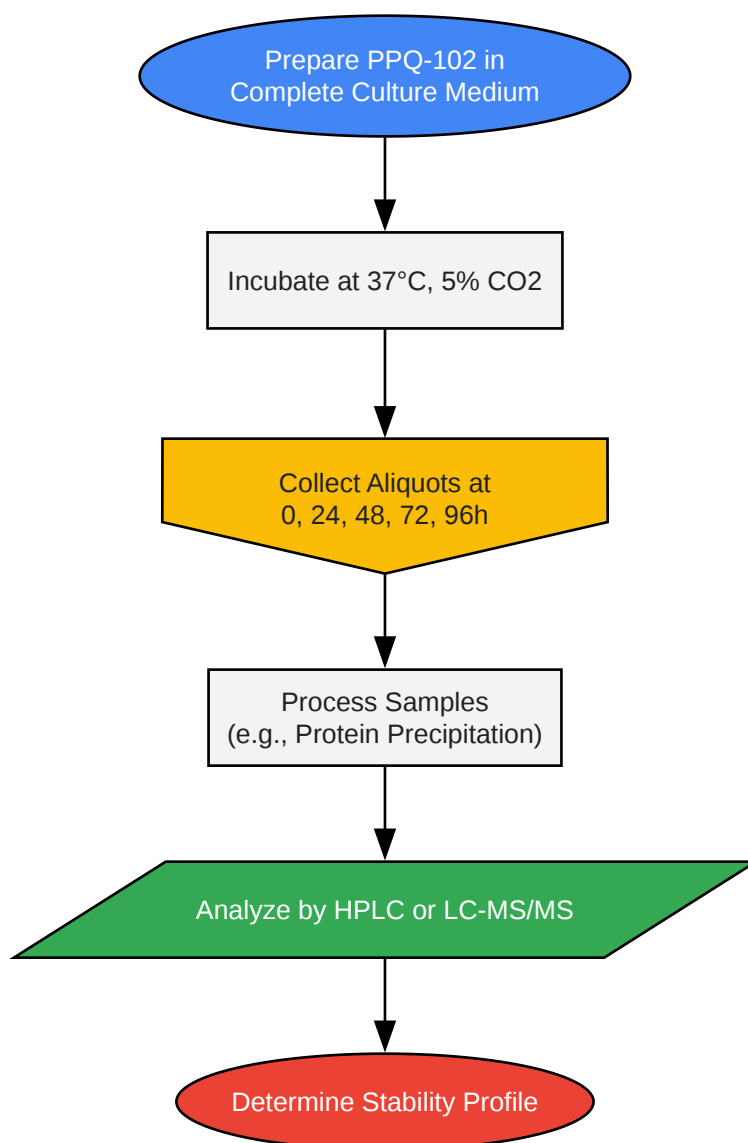 Prepare PPQ-102 in
Complete Culture Medium
Incubate at 37°C, 5% CO2
Collect Aliquots at
0, 24, 48, 72, 96h
Process Samples
(e.g., Protein Precipitation)
Analyze by HPLC or LC-MS/MS
Determine Stability Profile